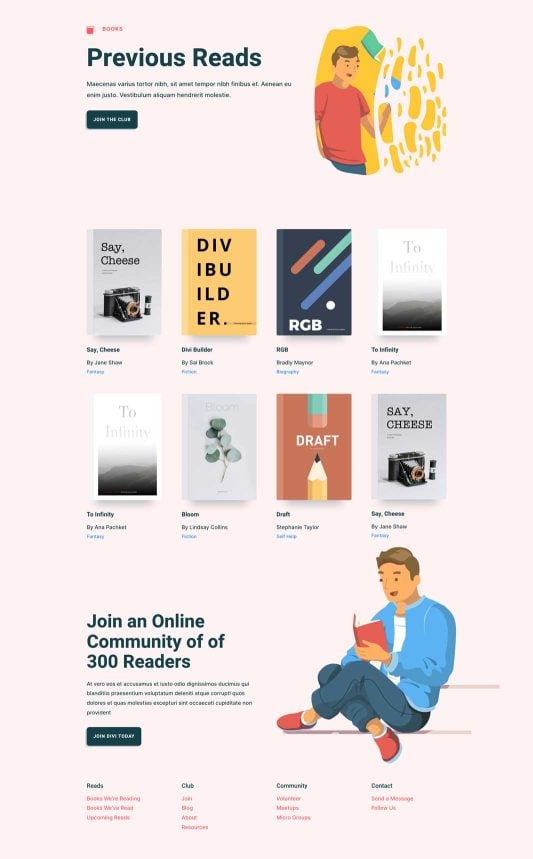 BOOKS
Previous Reads
Maecenas varius tortor nibh, sit amet tempor nibh finibus et. Aenean eu
enim justo. Vestibulum aliquam hendrerit molestie.
JOIN THE CLUB
Say,
Cheese
DIV
IBU
ILD
ER.
RGB
To
Infinity
Say, Cheese
Divi Builder
RGB
To Infinity
By Jane Shaw
By Sal Brock
Bradly Maynor
By Ana Pachket
Fantasy
Fiction
Biography
Fantasy
To
Infinity
Bloom
DRAFT
SAY,
CHEESE
To Infinity
Bloom
Draft
Say, Cheese
By Ana Pachket
By Lindsay Collins
Stephanie Taylor
By Jane Shaw
Fantasy
Fiction
Self Help
Fantasy
Join an Online
Community of of
300 Readers
At vero eos et accusamus et iusto odio dignissimos ducimus qui
blanditiis praesentium voluptatum deleniti atque corrupti quos
dolores et quas molestias excepturi sint occaecati cupiditate non
provident
JOIN DIVI TODAY
Reads
Club
Community
Contact
Books We're Reading
Join
Volunteer
Send a Message
Books We've Read
Blog
Meetups
Follow Us
Upcoming Reads
About
Micro Groups
Resources